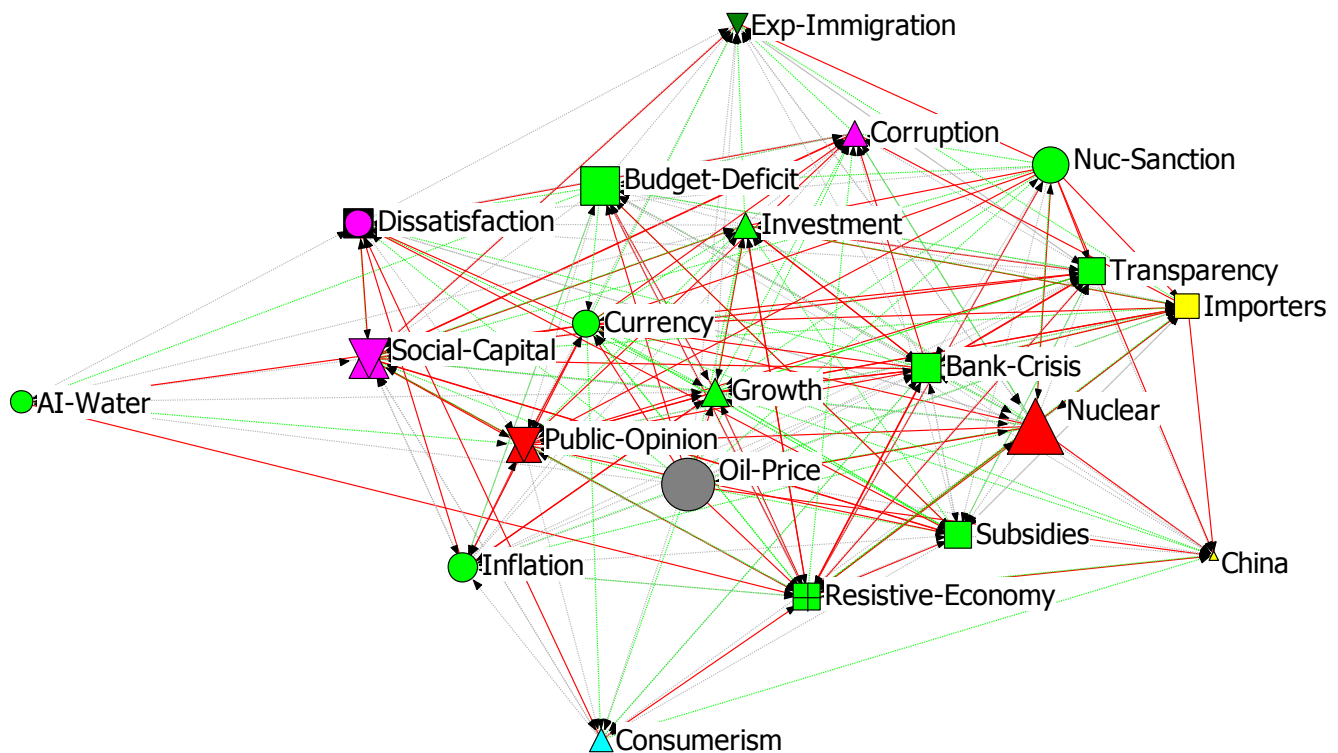 Exp-Immigration
Corruption
Nuc-Sanction
Budget-Deficit
Dissatisfaction
Investment
Transparency
Importers
Currency
Social-Capital
Bank-Crisis
Growth
AI-Water
Nuclear
Public-Opinion
Oil-Price
Subsidies
Inflation
China
Resistive-Economy
Consumerism